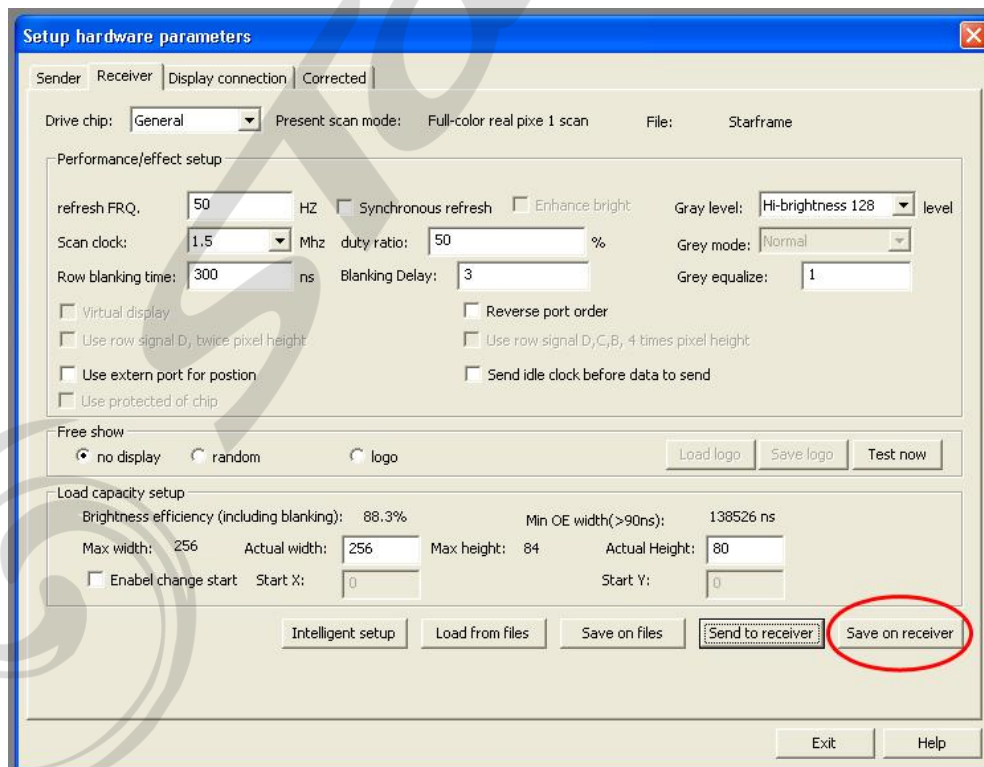 Setup hardware parameters
Sender Receiver Display connection Corrected
Drive chip: General Present scan mode: Full-color real pixe 1 scan File: Starframe
Performance/effect setup
refresh FRQ. 50 HZ Synchronous refresh Enhance bright Gray level: Hi-brightness 128 level
Scan clock: 1.5 Mhz duty ratio: 50 % Grey mode: Normal
Row blanking time: 300 ns Blanking Delay: 3 Grey equalize: 1
Virtual display Reverse port order
Use row signal D, twice pixel height Use row signal D,C,B, 4 times pixel height
Use extern port for postion Send idle clock before data to send
Use protected of chip
Free show
no display random logo Load logo Save logo Test now
Load capacity setup
Brightness efficiency (including blanking): 88.3% Min OE width(>90ns): 138526 ns
Max width: 256 Actual width: 256 Max height: 84 Actual Height: 80
Enabel change start Start X: 0 Start Y: 0
Intelligent setup Load from files Save on files Send to receiver Save on receiver
Exit Help